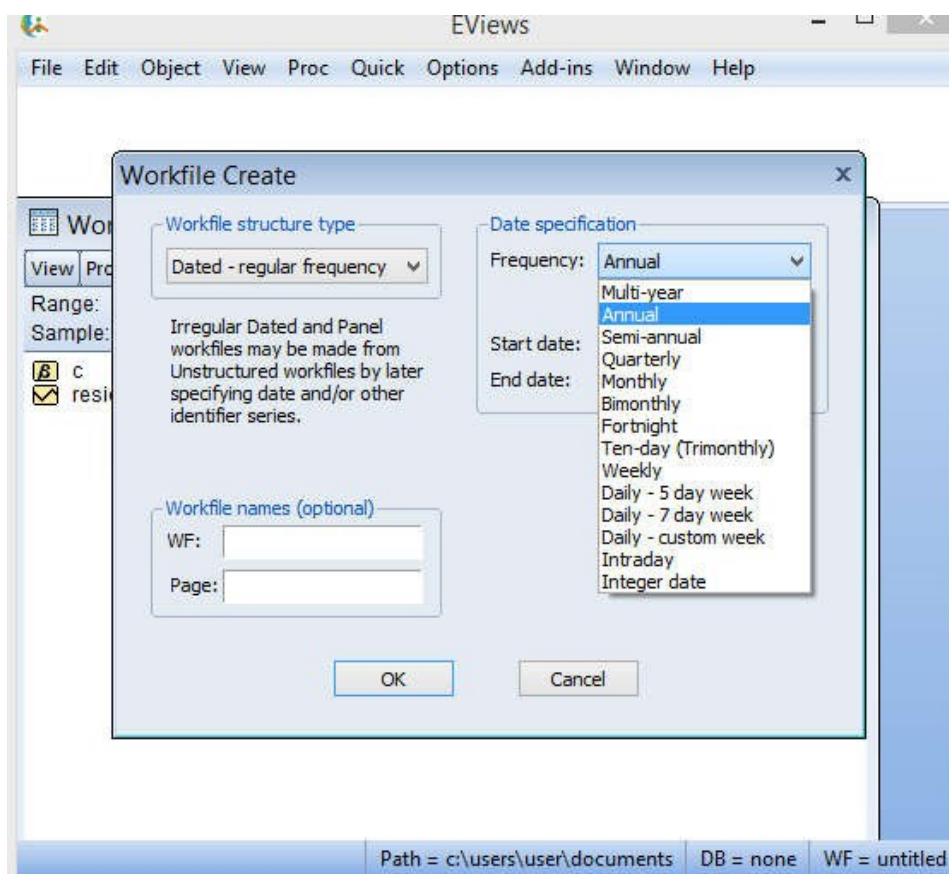 EViews
File Edit Object View Proc Quick Options Add-ins Window Help
Workfile Create
x
View
Range:
Sample:
c
Workfile structure type
Dated - regular frequency
Irregular Dated and Panel
workfiles may be made from
Unstructured workfiles by later
specifying date and/or other
identifier series.
Workfile names (optional)
WF:
Page:
Date specification
Frequency: Annual
Multi-year
Annual
Semi-annual
Quarterly
Monthly
Bimonthly
Fortnight
Ten-day (Trimonthly)
Weekly
Daily - 5 day week
Daily - 7 day week
Daily - custom week
Intraday
Integer date
Start date:
End date:
OK Cancel
Path = c:\users\user\documents DB = none WF = untitled